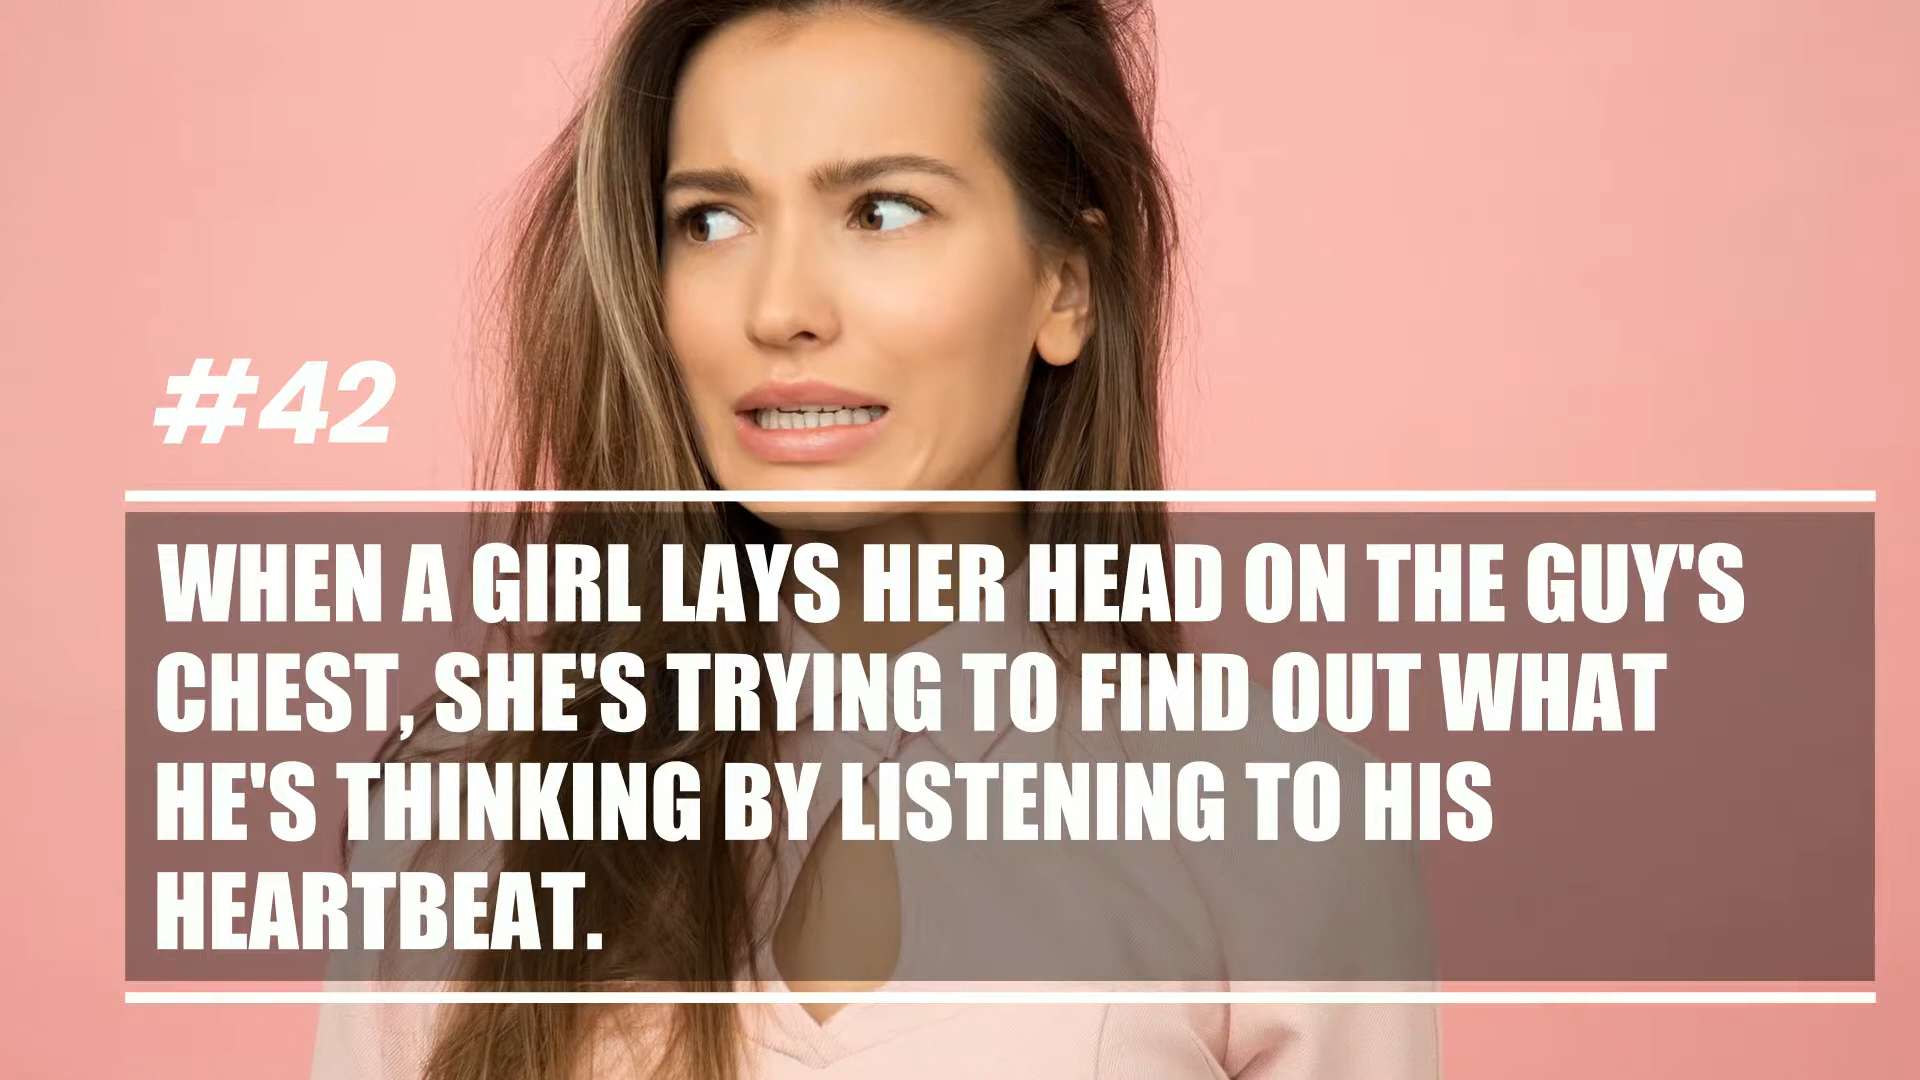 #42
WHEN A GIRL LAYS HER HEAD ON THE GUY'S
CHEST, SHE'S TRYING TO FIND OUT WHAT
HE'S THINKING BY LISTENING TO HIS
HEARTBEAT.